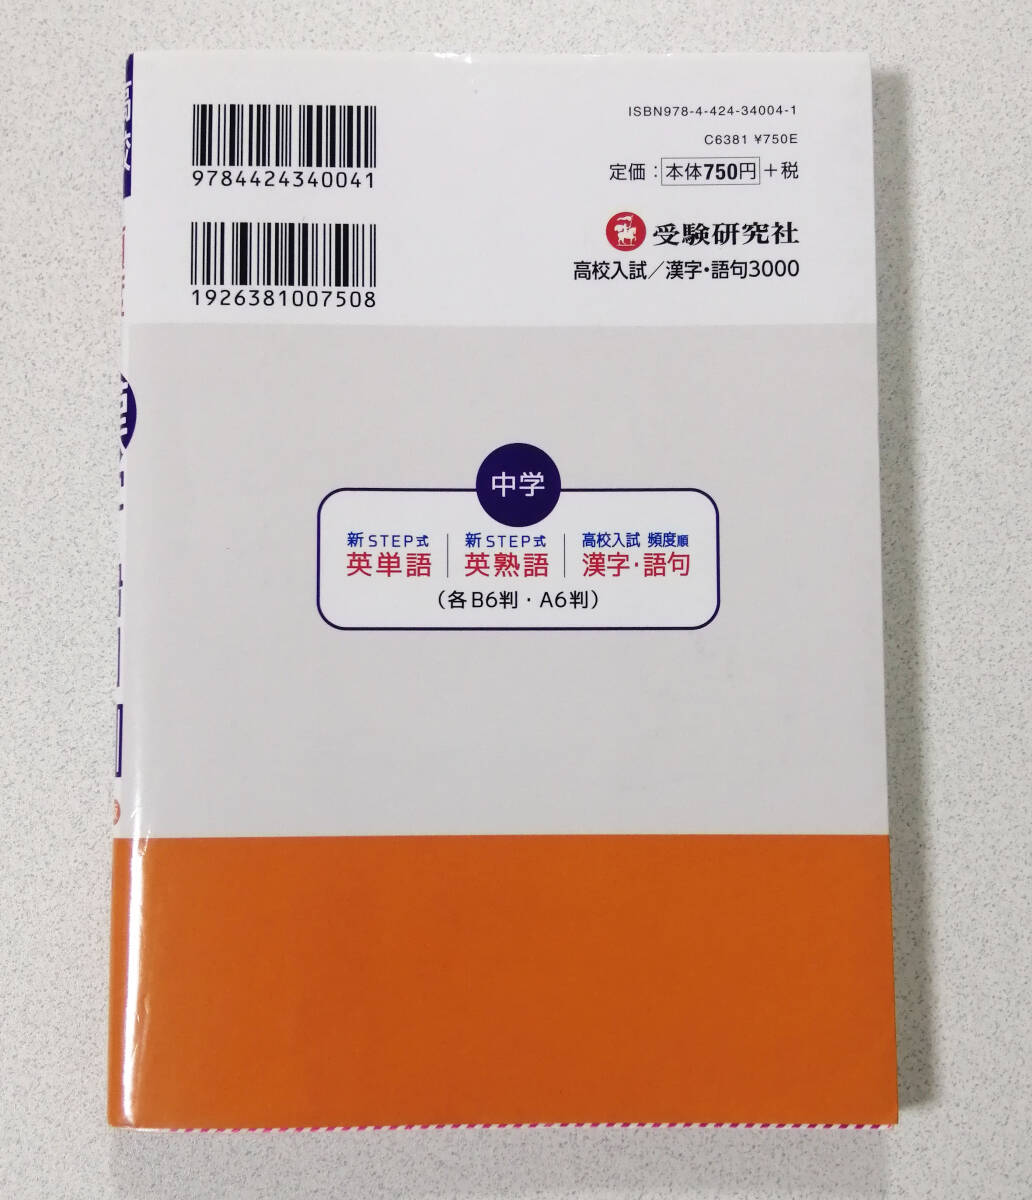 9784424340041
1926381007508
ISBN978-4-424-34004-1
C6381 ¥750E
定価：本体750円＋税
受験研究社
高校入試／漢字・語句3000
中学
新STEP式
英単語
新STEP式
英熟語
高校入試 頻度順
漢字・語句
（各B6判・A6判）